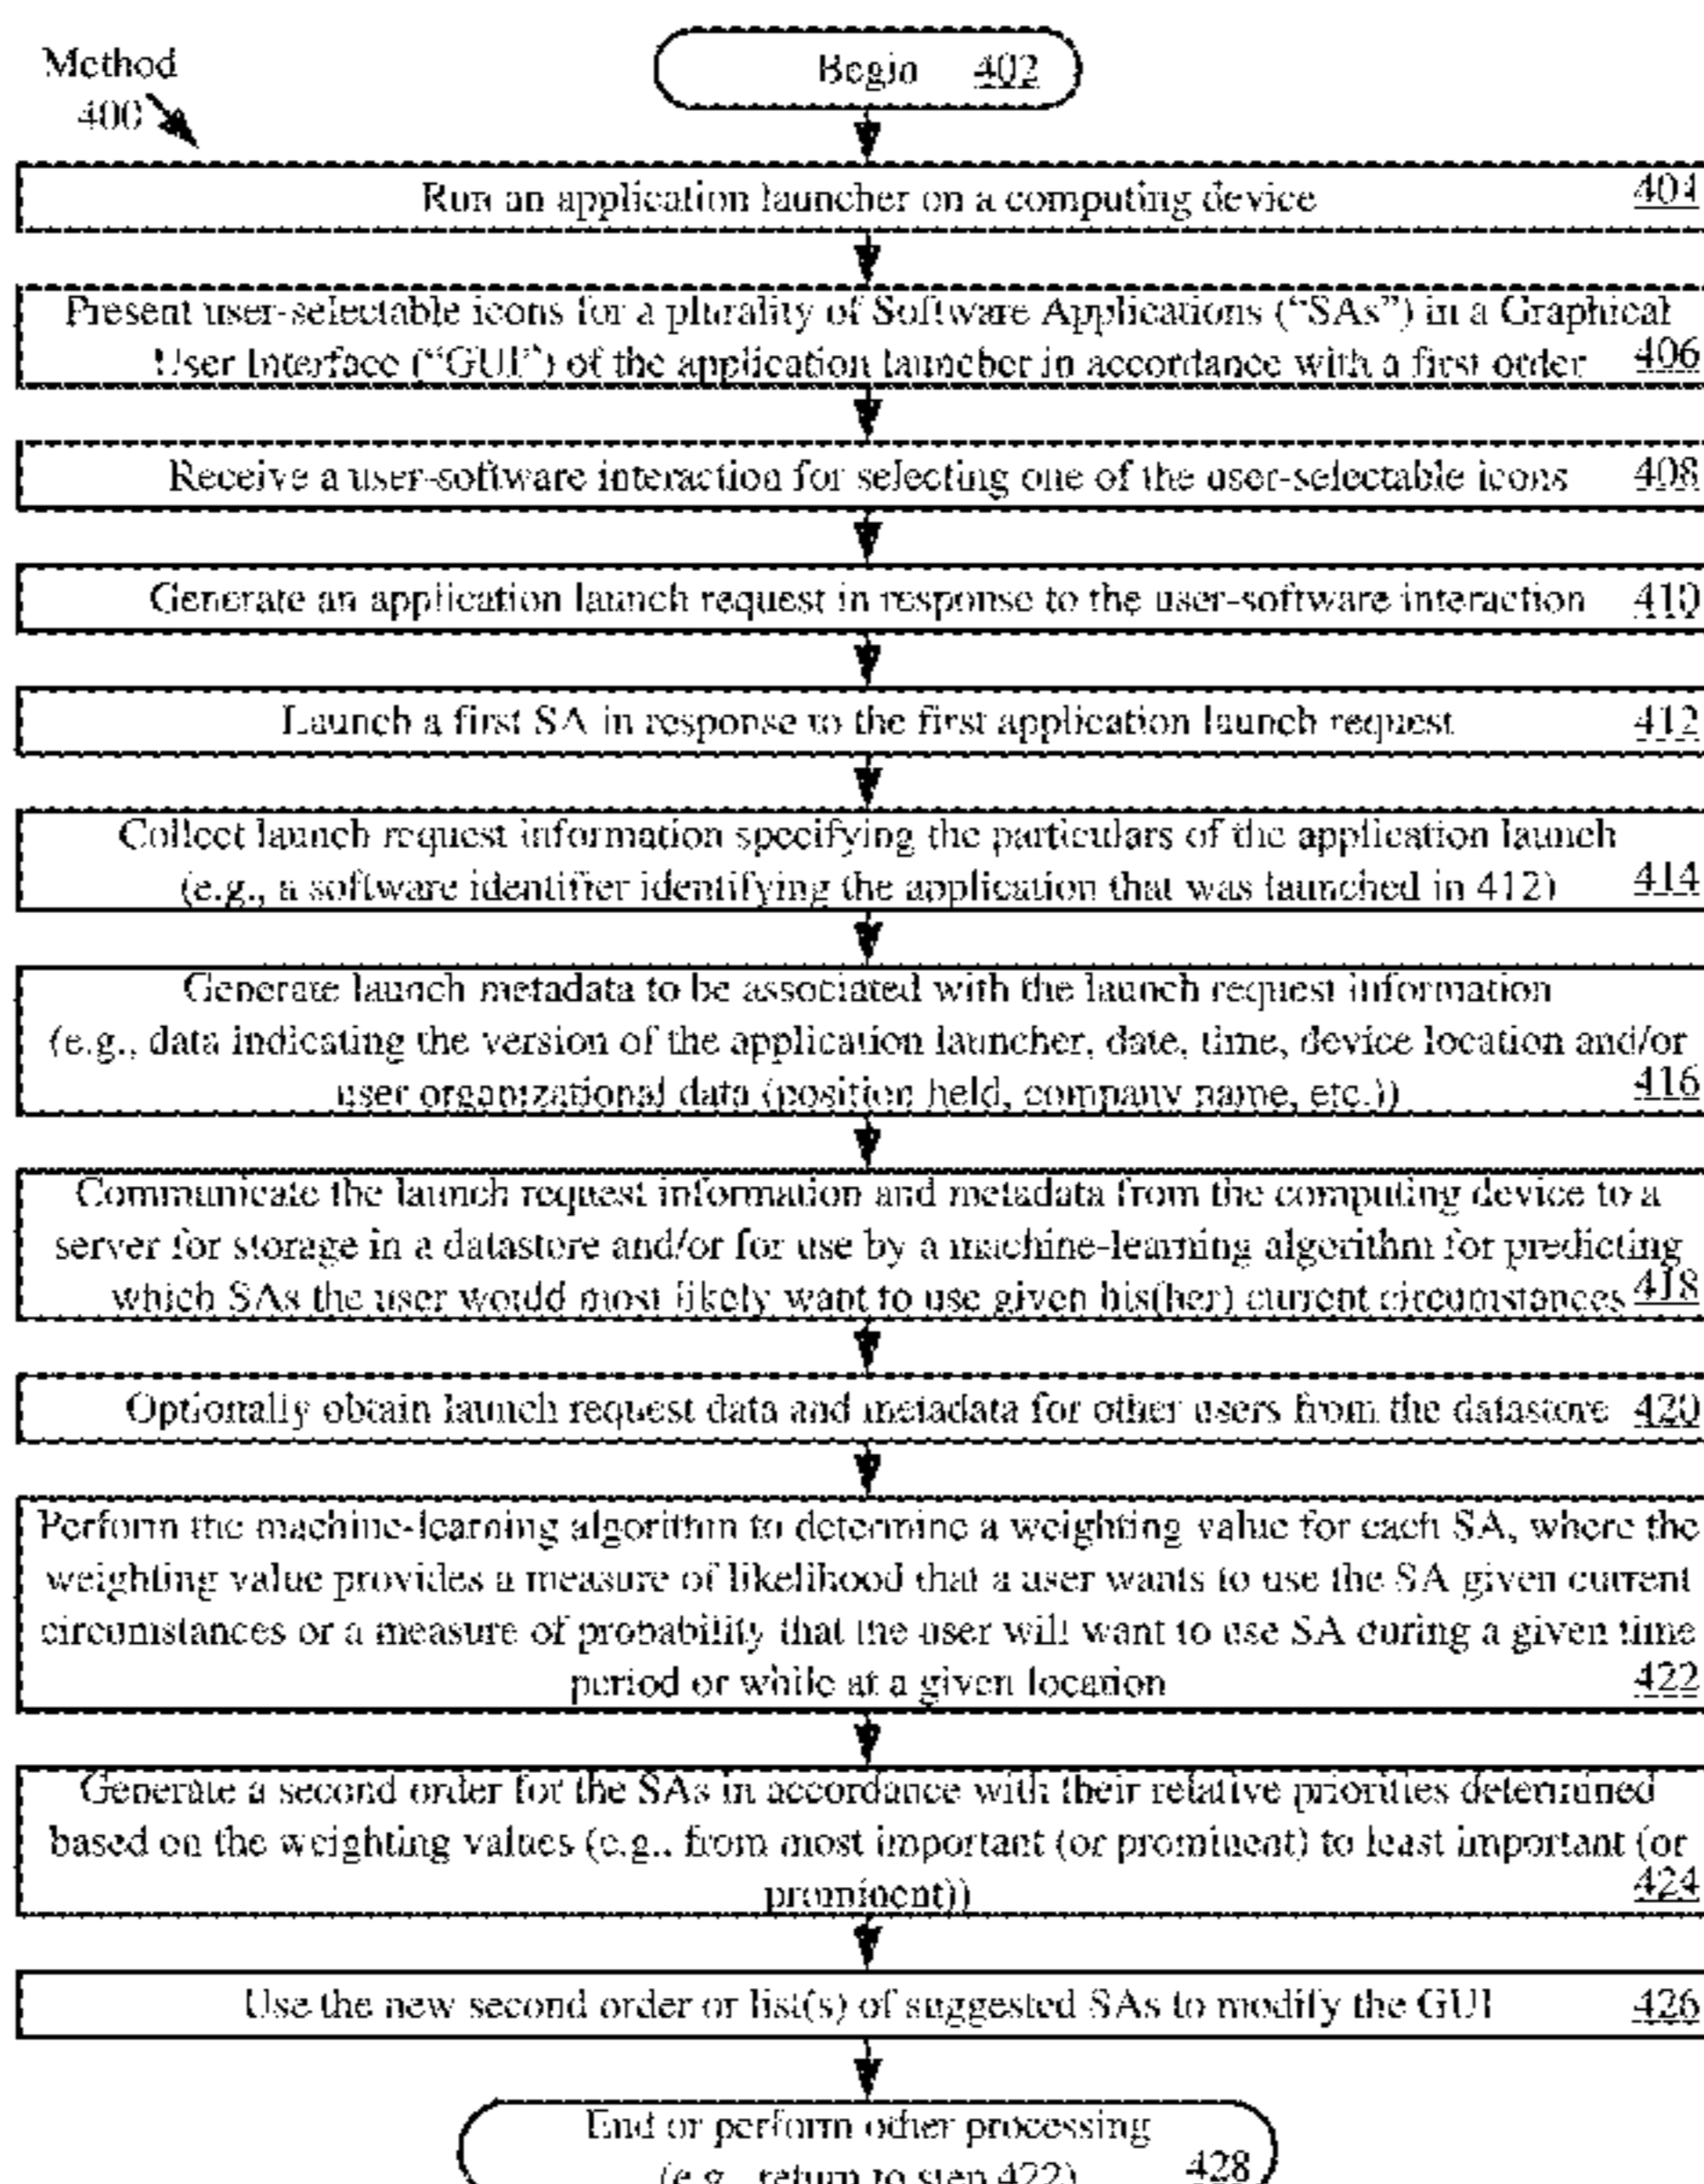 Method
400
Begin 402
Run an application launcher on a computing device 404
Present user-selectable icons for a plurality of Software Applications (“SAs”) in a Graphical
User Interface (“GUI”) of the application launcher in accordance with a first order 406
Receive a user-software interaction for selecting one of the user-selectable icons 408
Generate an application launch request in response to the user-software interaction 410
Launch a first SA in response to the first application launch request 412
Collect launch request information specifying the particulars of the application launch
(e.g., a software identifier identifying the application that was launched in 412) 414
Generate launch metadata to be associated with the launch request information
(e.g., data indicating the version of the application launcher, date, time, device location and/or
user organizational data (position held, company name, etc.)) 416
Communicate the launch request information and metadata from the computing device to a
server for storage in a datastore and/or for use by a machine-learning algorithm for predicting
which SAs the user would most likely want to use given his(her) current circumstances 418
Optionally obtain launch request data and metadata for other users from the datastore 420
Perform the machine-learning algorithm to determine a weighting value for each SA, where the
weighting value provides a measure of likelihood that a user wants to use the SA given current
circumstances or a measure of probability that the user will want to use SA during a given time
period or while at a given location 422
Generate a second order for the SAs in accordance with their relative priorities determined
based on the weighting values (e.g., from most important (or prominent) to least important (or
prominent)) 424
Use the new second order or list(s) of suggested SAs to modify the GUI 426
End or perform other processing
(e.g., return to step 422) 428